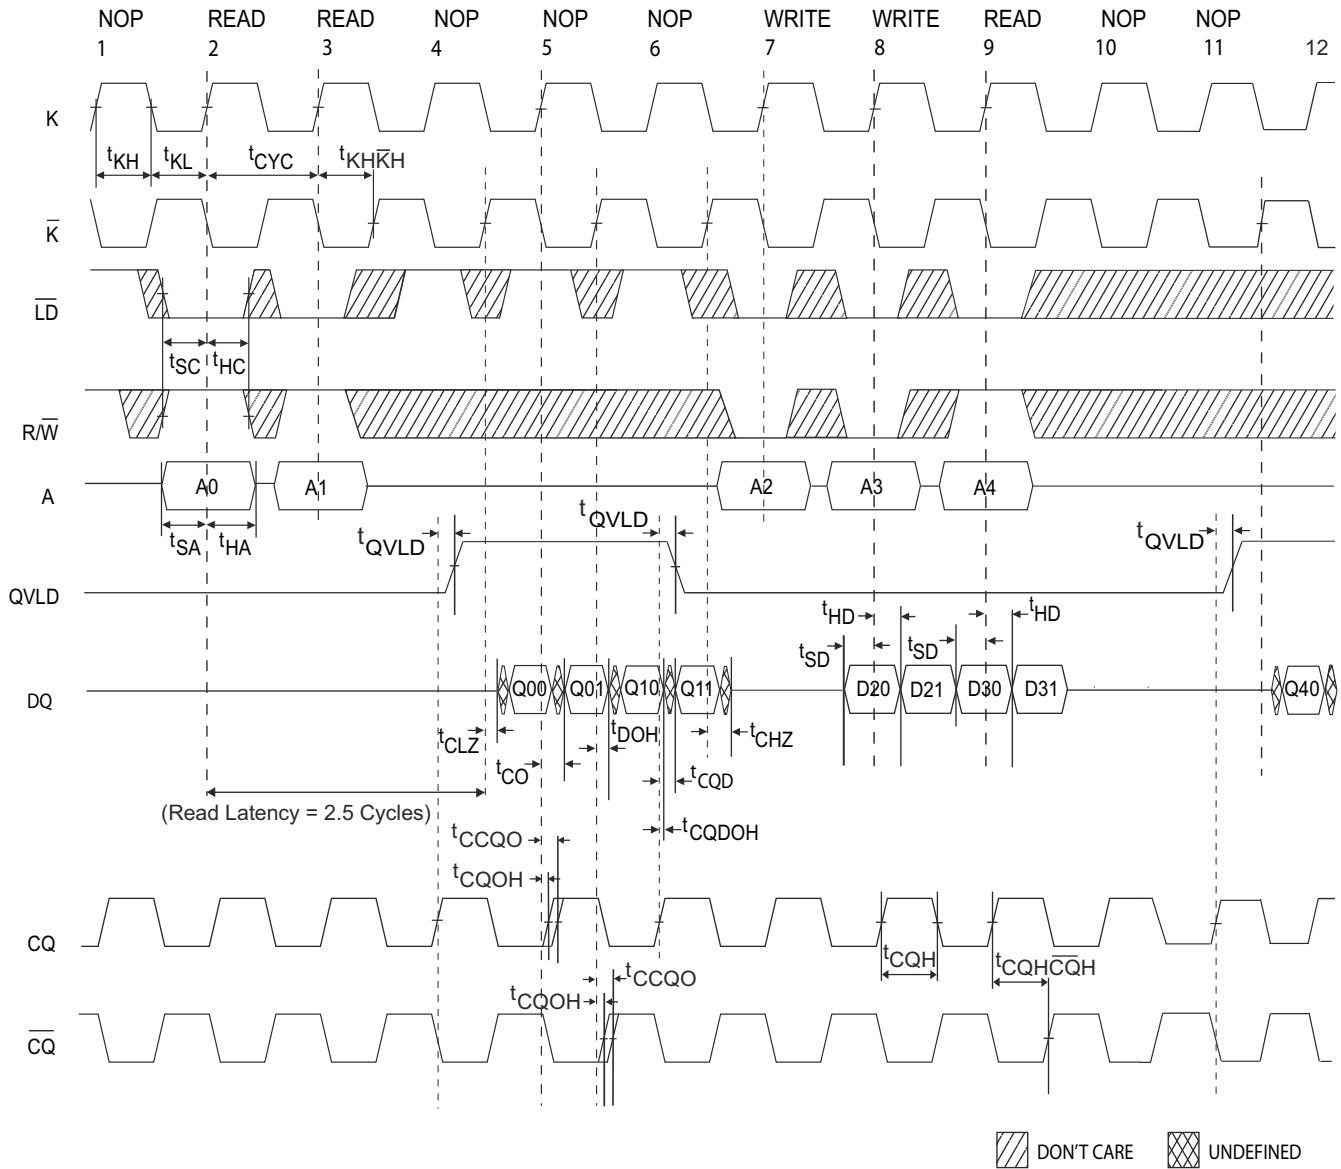 NOP READ READ NOP NOP NOP WRITE WRITE READ NOP NOP
1 2 3 4 5 6 7 8 9 10 11 12
K
tKH tKL tCYC tKHK̅H
K̅
L̅D̅
tSC tHC
R/W̅
A A0 A1 A2 A3 A4
tSA tHA tQVLD tQVLD tQVLD
QVLD
tHD tHD
tSD tSD
DQ Q00 Q01 Q10 Q11 D20 D21 D30 D31 Q40
tCLZ tDOH tCHZ
tCO tCQD
(Read Latency = 2.5 Cycles)
tCQDOH
tCCQO
tCQOH
CQ
tCQH tCQHC̅Q̅H
tCCQO
tCQOH
C̅Q̅
DON'T CARE UNDEFINED